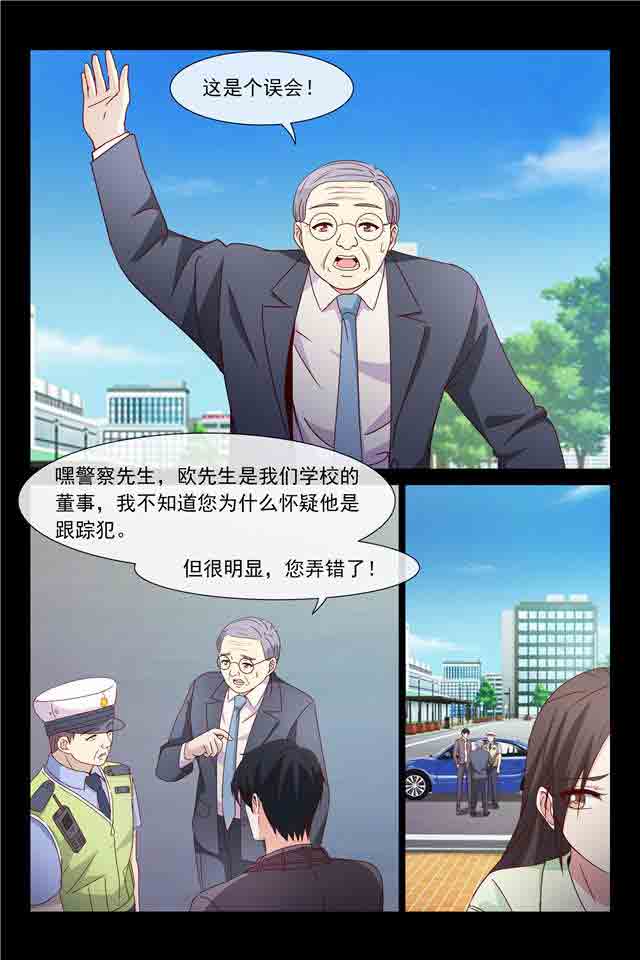 这是个误会！
嘿警察先生，欧先生是我们学校的
董事，我不知道您为什么怀疑他是
跟踪犯。
但很明显，您弄错了！